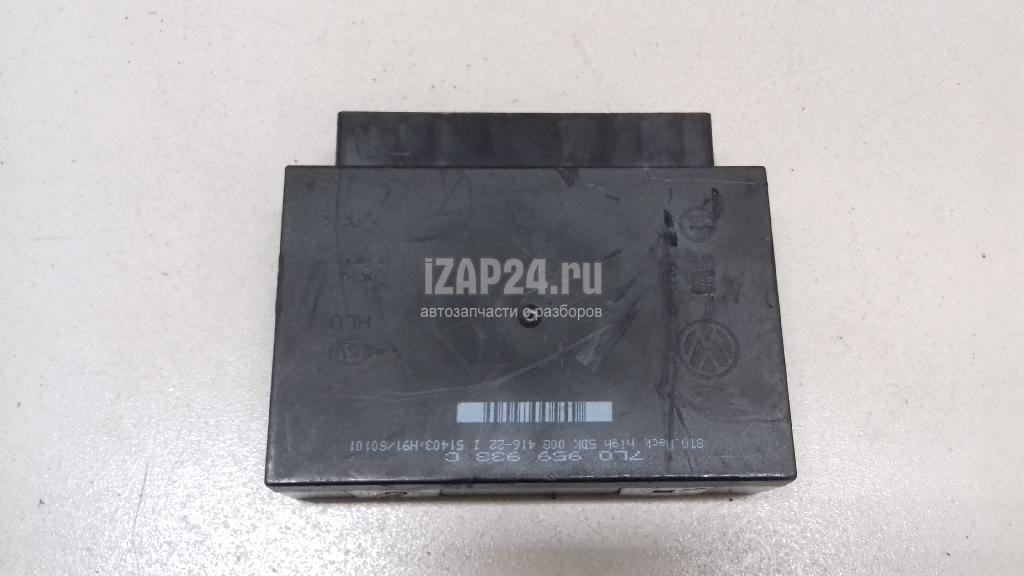 iZAP24.ru
автозапчасти с разборов
7L0 959 933 C
STG.Heck high 5DK 008 416-22 I 51403:H91/S0101
HLO